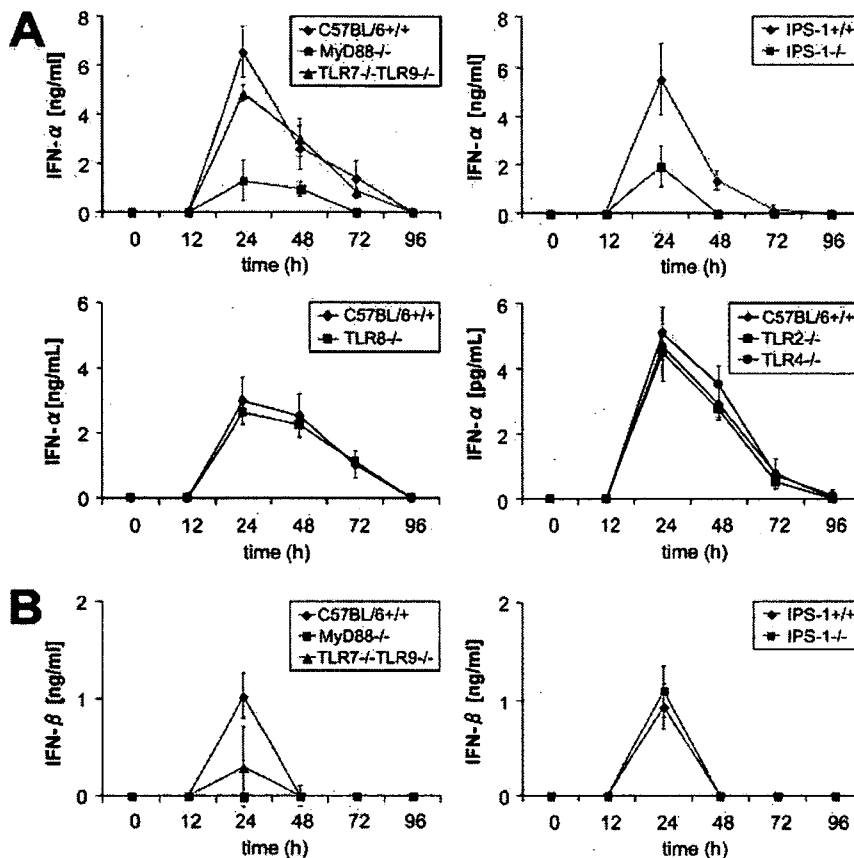 A
IFN-α [ng/ml]
8
6
4
2
0
C57BL/6+/+
MyD88-/-
TLR7-/-TLR9-/-
0 12 24 48 72 96
time (h)
IFN-α [ng/ml]
8
6
4
2
0
IPS-1+/+
IPS-1-/-
0 12 24 48 72 96
time (h)
IFN-α [ng/mL]
6
4
2
0
C57BL/6+/+
TLR8-/-
0 12 24 48 72 96
time (h)
IFN-α [pg/mL]
6
4
2
0
C57BL/6+/+
TLR2-/-
TLR4-/-
0 12 24 48 72 96
time (h)
B
IFN-β [ng/ml]
2
1
0
C57BL/6+/+
MyD88-/-
TLR7-/-TLR9-/-
0 12 24 48 72 96
time (h)
IFN-β [ng/ml]
2
1
0
IPS-1+/+
IPS-1-/-
0 12 24 48 72 96
time (h)